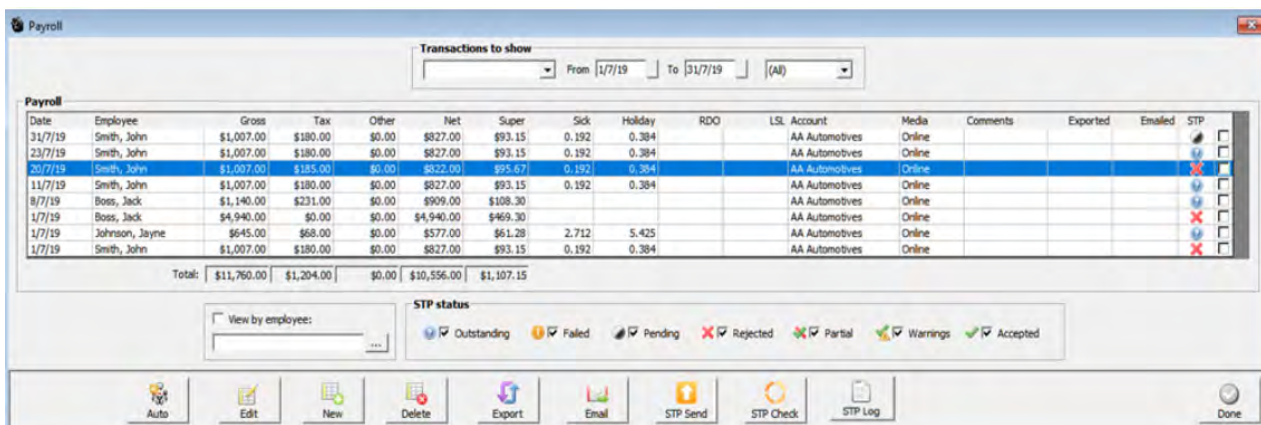 Payroll
Transactions to show
From 1/7/19 To 31/7/19 (All)
Payroll
Date Employee Gross Tax Other Net Super Sick Holiday RDO LSL Account Media Comments Exported Emailed STP
31/7/19 Smith, John $1,007.00 $180.00 $0.00 $827.00 $93.15 0.192 0.384 AA Automotives Online
23/7/19 Smith, John $1,007.00 $180.00 $0.00 $827.00 $93.15 0.192 0.384 AA Automotives Online
20/7/19 Smith, John $1,007.00 $185.00 $0.00 $822.00 $95.67 0.192 0.384 AA Automotives Online
11/7/19 Smith, John $1,007.00 $180.00 $0.00 $827.00 $93.15 0.192 0.384 AA Automotives Online
8/7/19 Boss, Jack $1,140.00 $231.00 $0.00 $909.00 $108.30 AA Automotives Online
1/7/19 Boss, Jack $4,940.00 $0.00 $0.00 $4,940.00 $469.30 AA Automotives Online
1/7/19 Johnson, Jayne $645.00 $68.00 $0.00 $577.00 $61.28 2.712 5.425 AA Automotives Online
1/7/19 Smith, John $1,007.00 $180.00 $0.00 $827.00 $93.15 0.192 0.384 AA Automotives Online
Total: $11,760.00 $1,204.00 $0.00 $10,556.00 $1,107.15
View by employee:
...
STP status
Outstanding Failed Pending Rejected Partial Warnings Accepted
Auto Edit New Delete Export Email STP Send STP Check STP Log Done